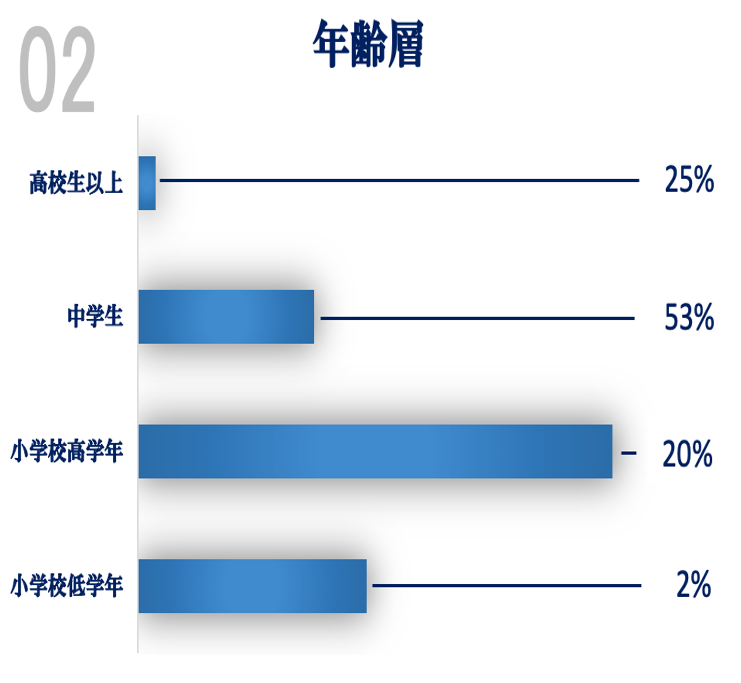 02
年齢層
高校生以上 25%
中学生 53%
小学校高学年 20%
小学校低学年 2%